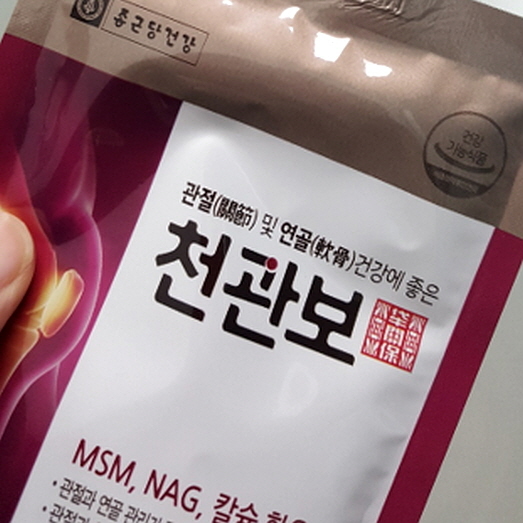 종근당건강
건강
기능식품
관절(關節) 및 연골(軟骨)건강에 좋은
천관보
MSM, NAG, 칼슘
• 관절과 연골 관리
• 관절